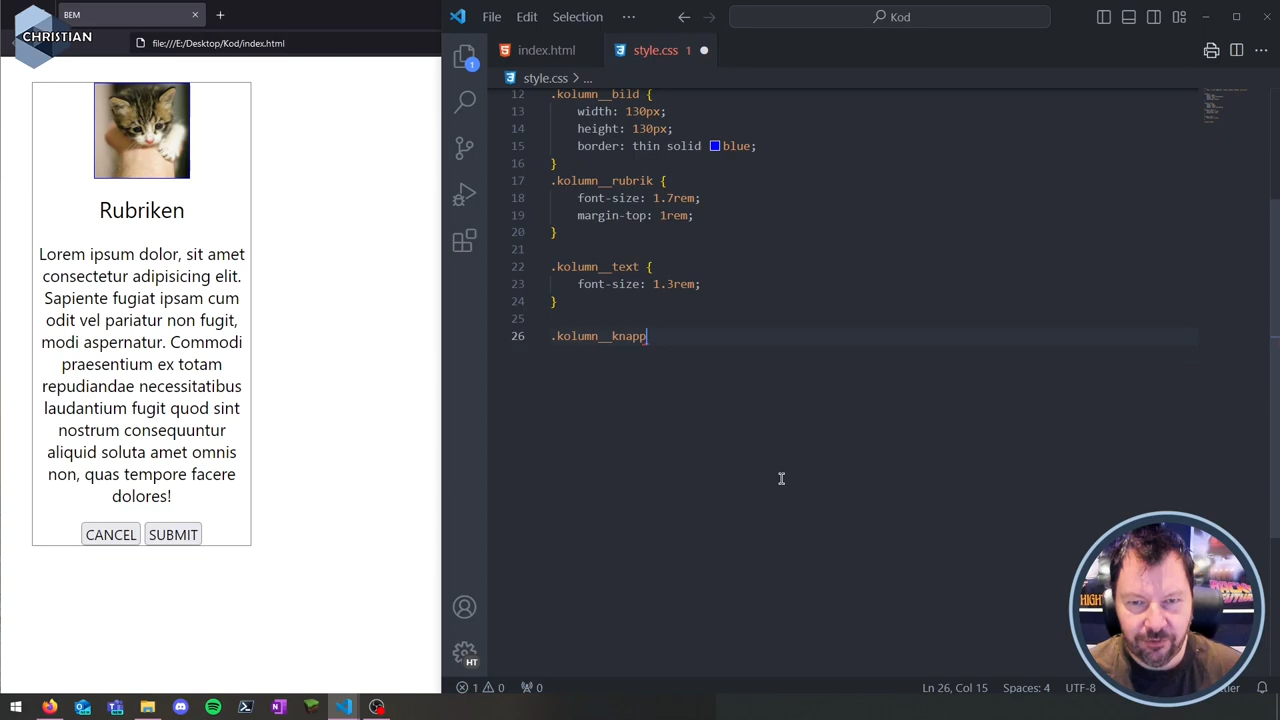 BEM
CHRISTIAN
file:///E:/Desktop/Kod/index.html
Rubriken
Lorem ipsum dolor, sit amet
consectetur adipisicing elit.
Sapiente fugiat ipsam cum
odit vel pariatur non fugit,
modi aspernatur. Commodi
praesentium ex totam
repudiandae necessitatibus
laudantium fugit quod sint
nostrum consequuntur
aliquid soluta amet omnis
non, quas tempore facere
dolores!
CANCEL SUBMIT
File Edit Selection ··· Kod
index.html style.css 1
style.css > ...
1
12 .kolumn__bild {
13 width: 130px;
14 height: 130px;
15 border: thin solid blue;
16 }
17 .kolumn__rubrik {
18 font-size: 1.7rem;
19 margin-top: 1rem;
20 }
21
22 .kolumn__text {
23 font-size: 1.3rem;
24 }
25
26 .kolumn__knapp
HT
1 0 0 Ln 26, Col 15 Spaces: 4 UTF-8